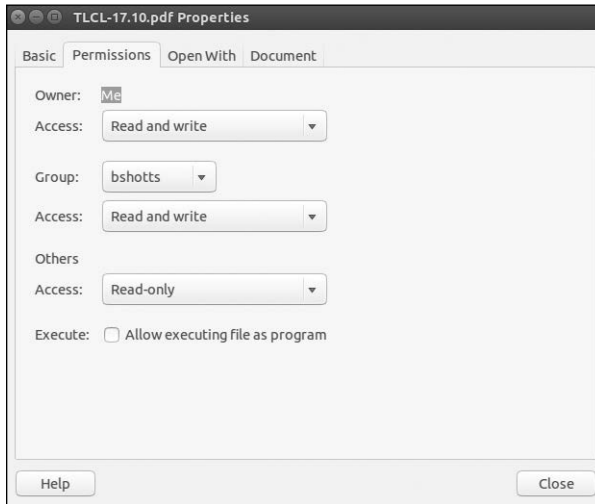 TLCL-17.10.pdf Properties
Basic Permissions Open With Document
Owner: Me
Access: Read and write
Group: bshotts
Access: Read and write
Others
Access: Read-only
Execute: Allow executing file as program
Help Close